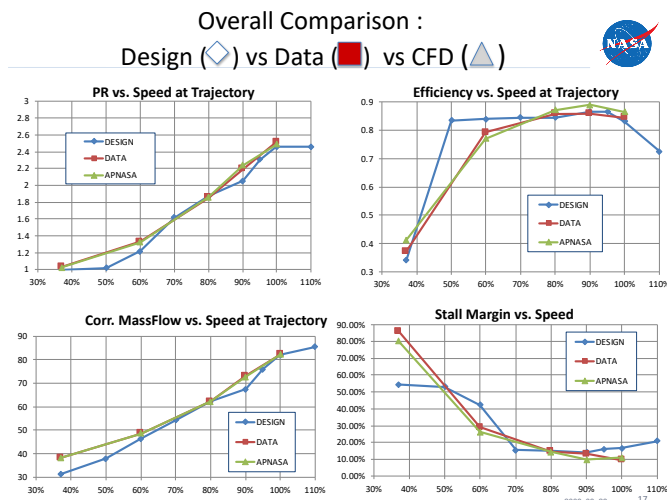 Overall Comparison :
Design ( ) vs Data ( ) vs CFD ( )
NASA
PR vs. Speed at Trajectory
3
2.8
2.6
2.4
2.2
2
1.8
1.6
1.4
1.2
1
DESIGN
DATA
APNASA
30% 40% 50% 60% 70% 80% 90% 100% 110%
Efficiency vs. Speed at Trajectory
0.9
0.8
0.7
0.6
0.5
0.4
0.3
DESIGN
DATA
APNASA
30% 40% 50% 60% 70% 80% 90% 100% 110%
Corr. MassFlow vs. Speed at Trajectory
90
80
70
60
50
40
30
DESIGN
DATA
APNASA
30% 40% 50% 60% 70% 80% 90% 100% 110%
Stall Margin vs. Speed
90.00%
80.00%
70.00%
60.00%
50.00%
40.00%
30.00%
20.00%
10.00%
0.00%
DESIGN
DATA
APNASA
30% 40% 50% 60% 70% 80% 90% 100% 110%
17